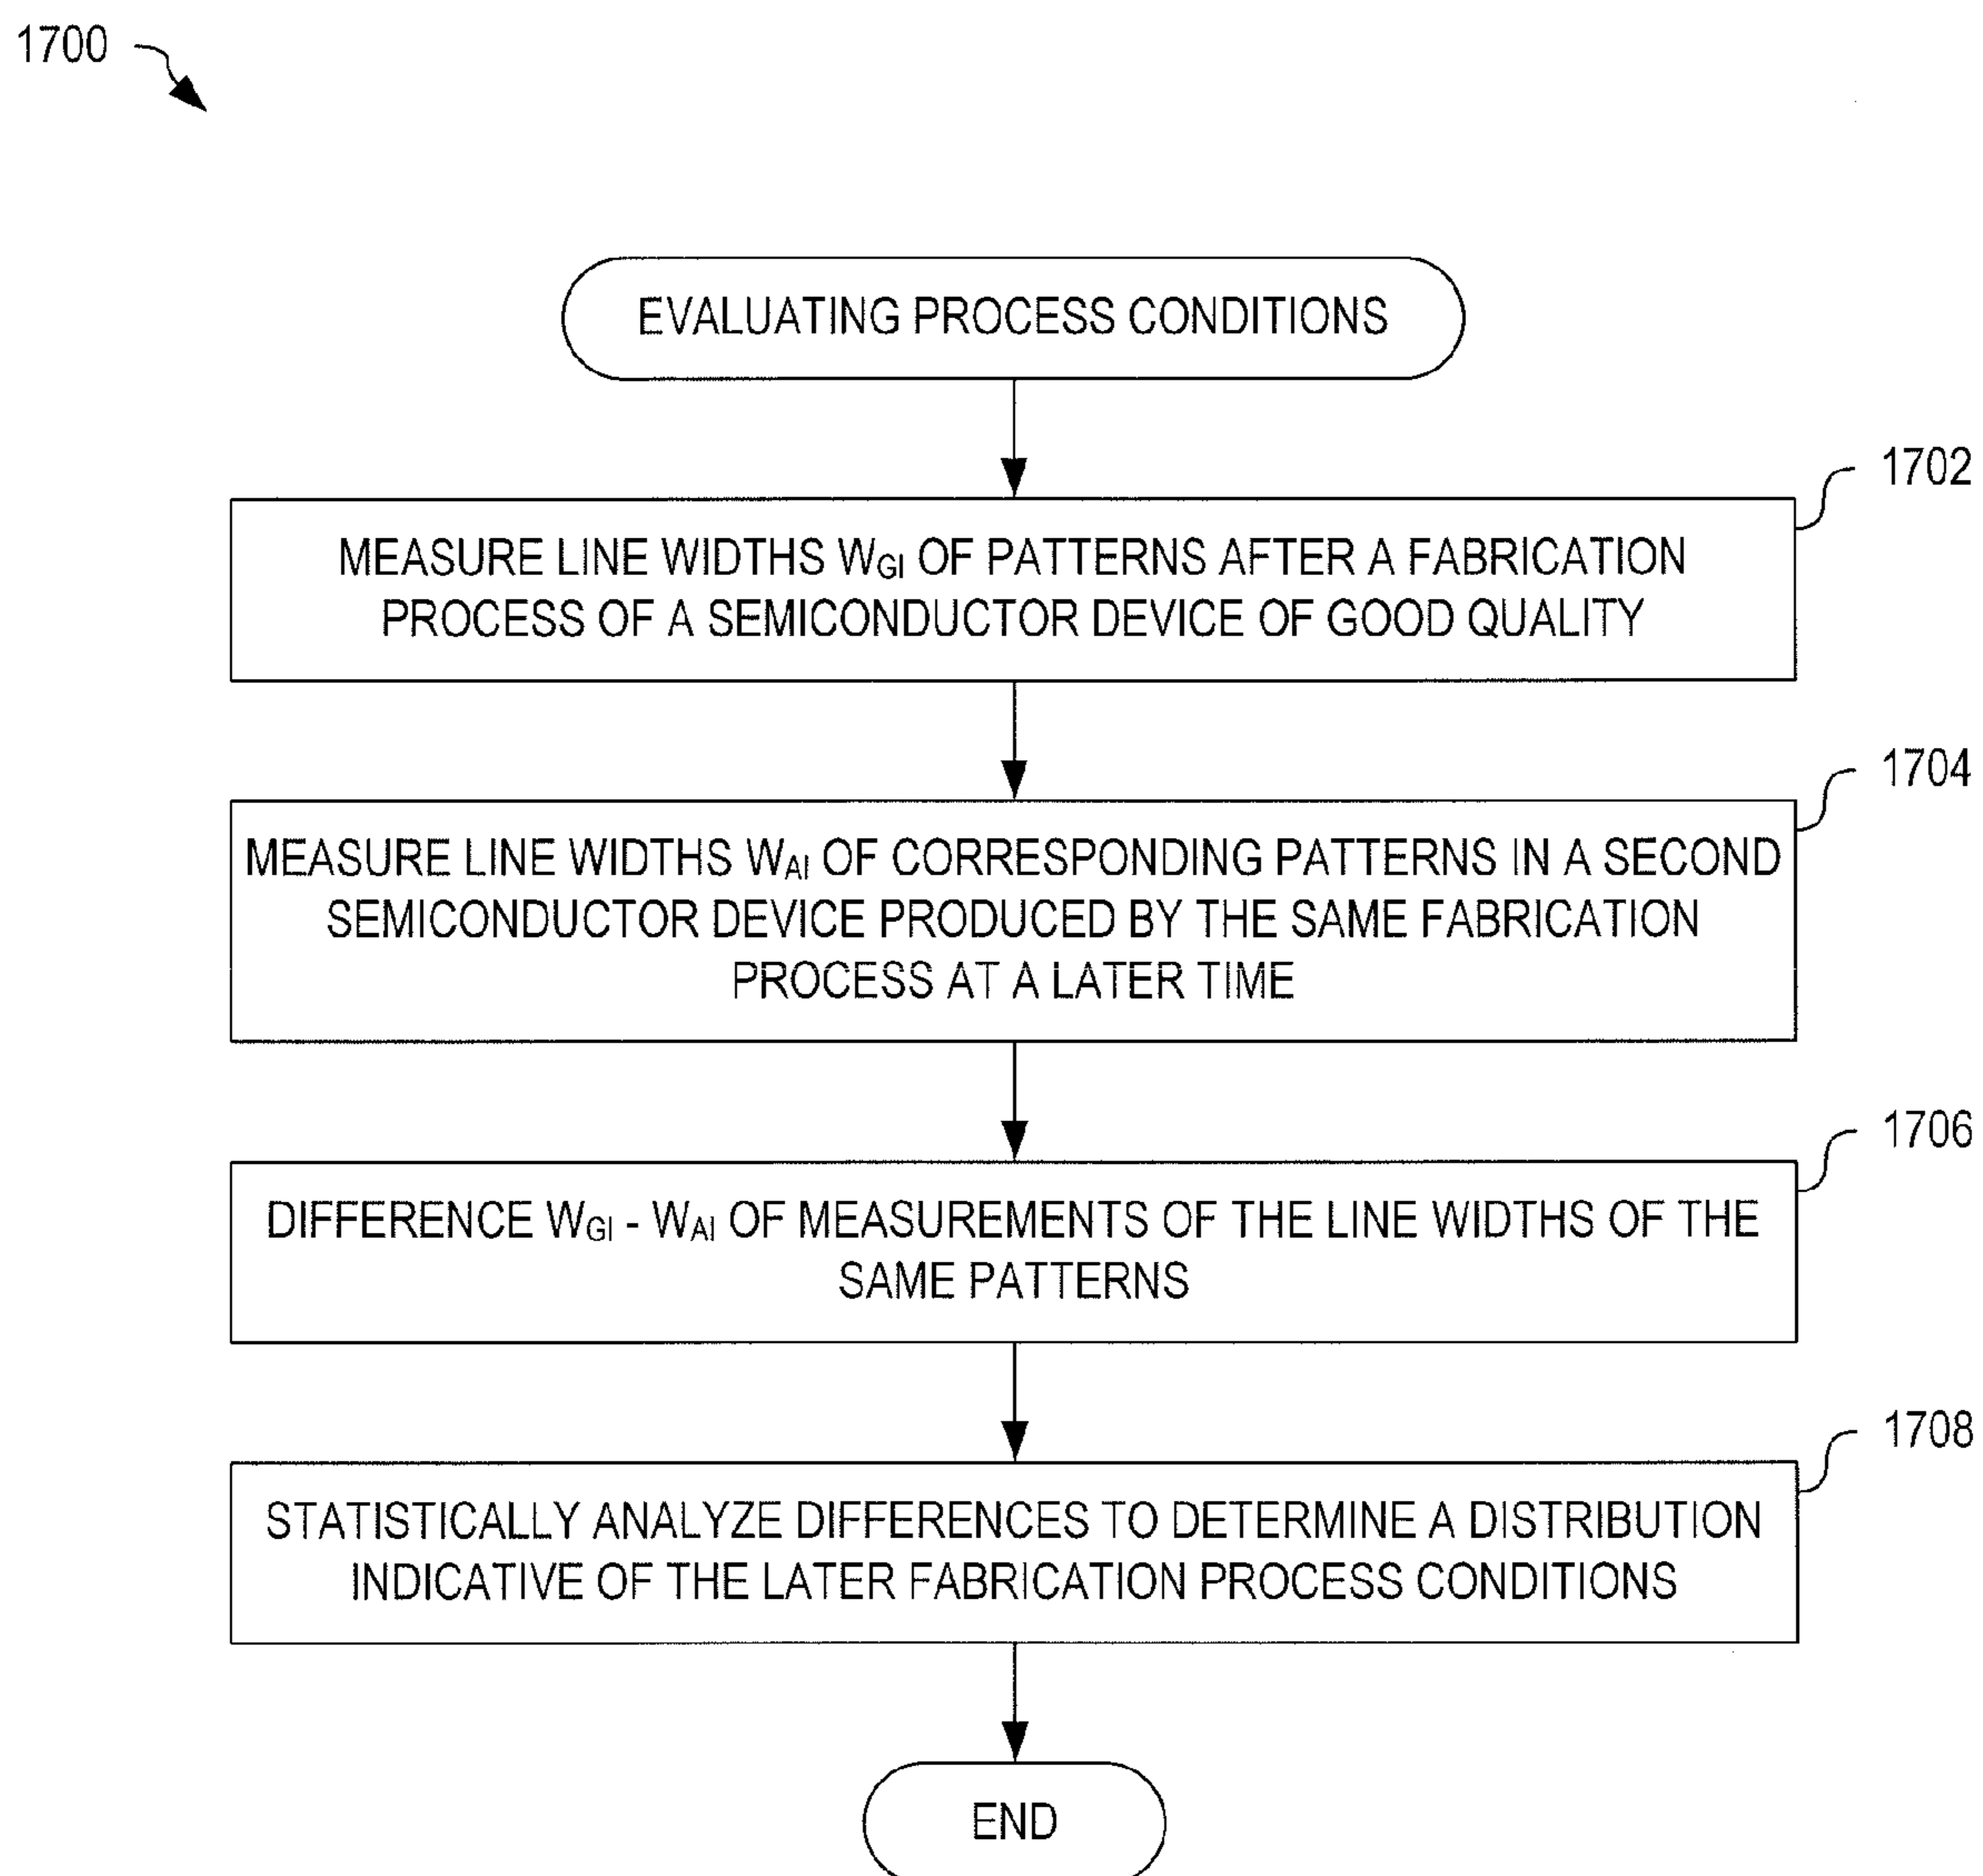 1700
EVALUATING PROCESS CONDITIONS
1702
MEASURE LINE WIDTHS WGI OF PATTERNS AFTER A FABRICATION
PROCESS OF A SEMICONDUCTOR DEVICE OF GOOD QUALITY
1704
MEASURE LINE WIDTHS WAI OF CORRESPONDING PATTERNS IN A SECOND
SEMICONDUCTOR DEVICE PRODUCED BY THE SAME FABRICATION
PROCESS AT A LATER TIME
1706
DIFFERENCE WGI - WAI OF MEASUREMENTS OF THE LINE WIDTHS OF THE
SAME PATTERNS
1708
STATISTICALLY ANALYZE DIFFERENCES TO DETERMINE A DISTRIBUTION
INDICATIVE OF THE LATER FABRICATION PROCESS CONDITIONS
END